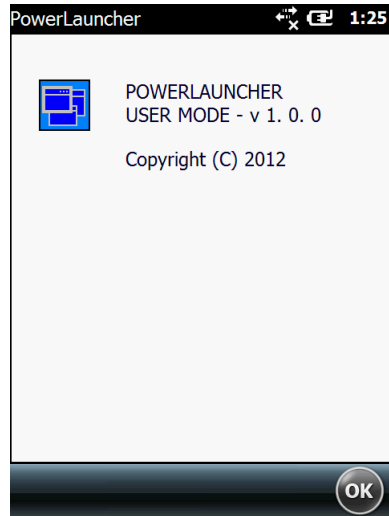 PowerLauncher 1:25
POWERLAUNCHER
USER MODE - v 1. 0. 0
Copyright (C) 2012
OK